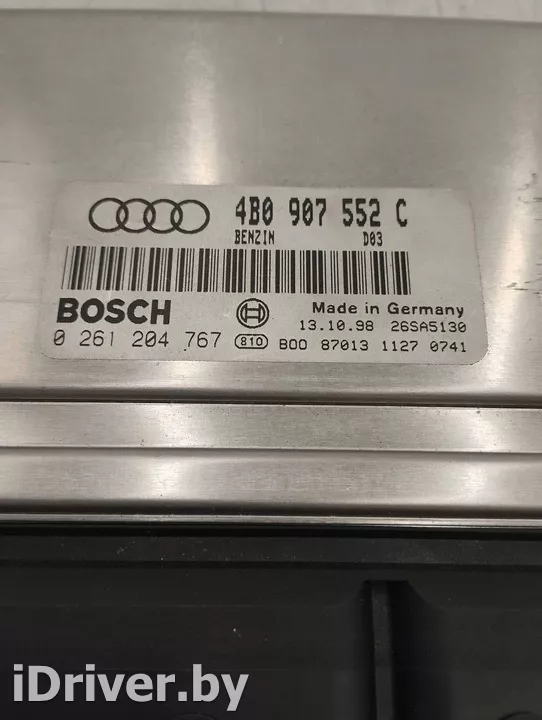 4B0 907 552 C
BENZIN D03
BOSCH
Made in Germany
13.10.98 26SA5130
0 261 204 767 810 B00 87013 1127 0741
iDriver.by